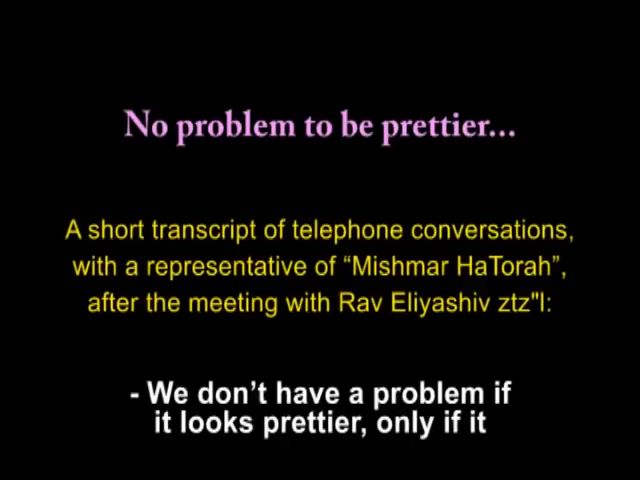 No problem to be prettier...
A short transcript of telephone conversations,
with a representative of “Mishmar HaTorah”,
after the meeting with Rav Eliyashiv ztz"l:
- We don’t have a problem if
it looks prettier, only if it